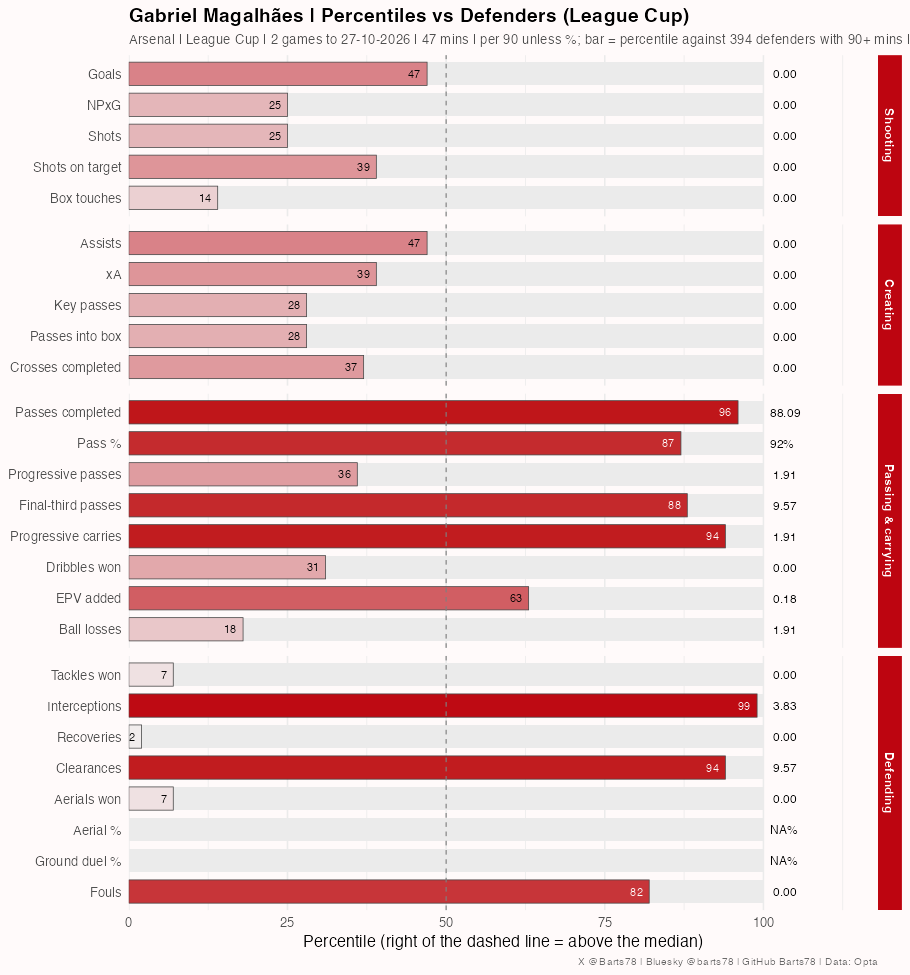 Gabriel Magalhães | Percentiles vs Defenders (League Cup)
Arsenal | League Cup | 2 games to 27-10-2026 | 47 mins | per 90 unless %; bar = percentile against 394 defenders with 90+ mins |
Goals 47 0.00
NPxG 25 0.00
Shots 25 0.00
Shots on target 39 0.00
Box touches 14 0.00
Shooting
Assists 47 0.00
xA 39 0.00
Key passes 28 0.00
Passes into box 28 0.00
Crosses completed 37 0.00
Creating
Passes completed 96 88.09
Pass % 87 92%
Progressive passes 36 1.91
Final-third passes 88 9.57
Progressive carries 94 1.91
Dribbles won 31 0.00
EPV added 63 0.18
Ball losses 18 1.91
Passing & carrying
Tackles won 7 0.00
Interceptions 99 3.83
Recoveries 2 0.00
Clearances 94 9.57
Aerials won 7 0.00
Aerial % NA%
Ground duel % NA%
Fouls 82 0.00
Defending
0 25 50 75 100
Percentile (right of the dashed line = above the median)
X @Barts78 | Bluesky @barts78 | GitHub Barts78 | Data: Opta